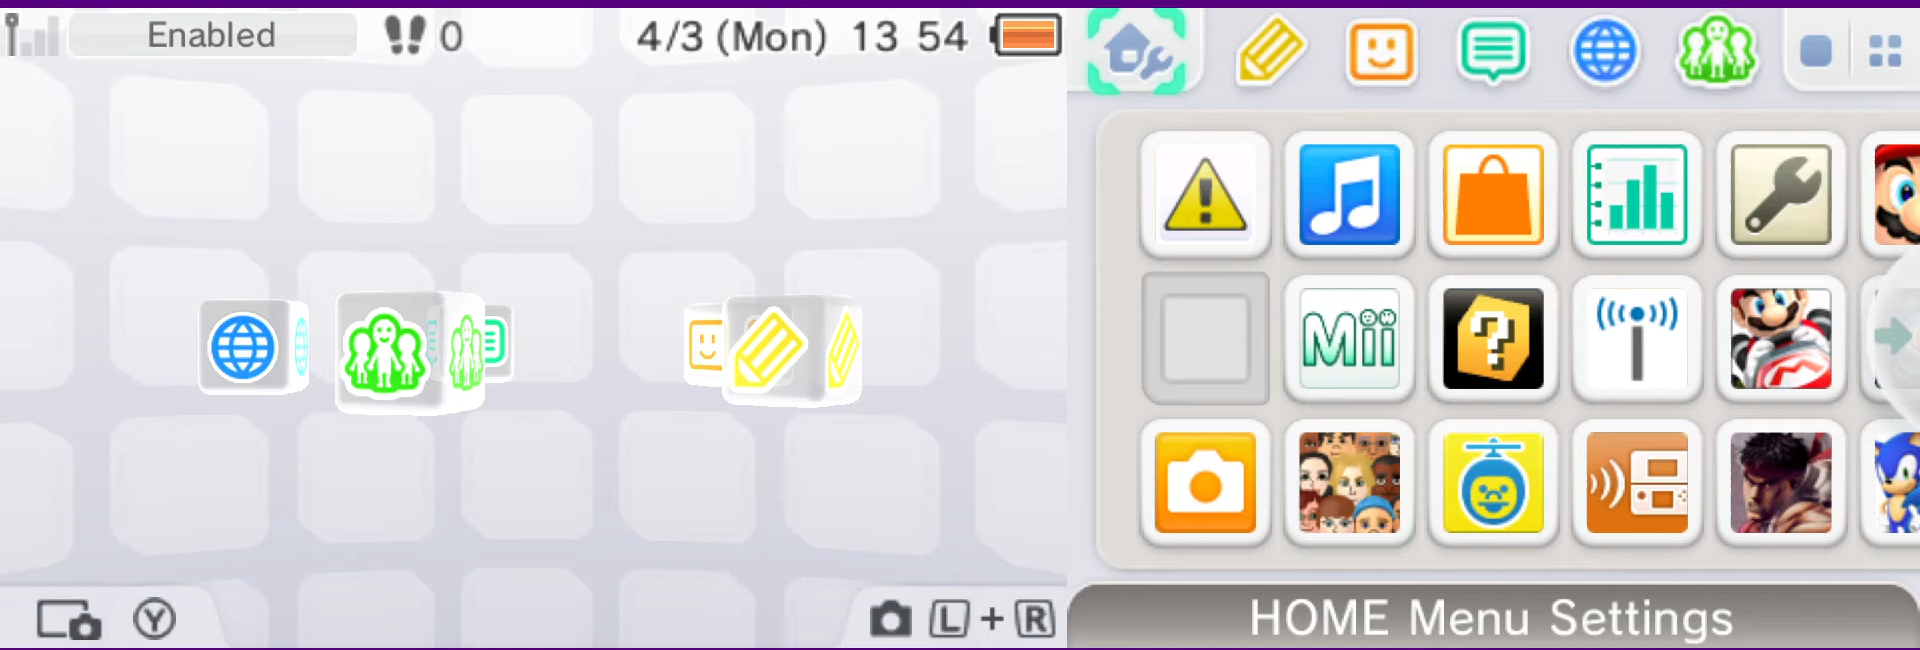 Enabled
0
4/3 (Mon) 13 54
Y
L + R
!
Mii
?
M
HOME Menu Settings